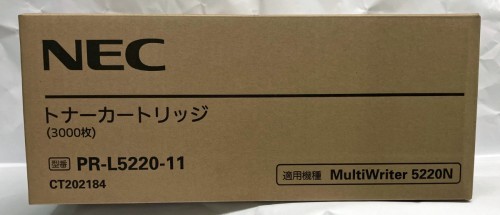 NEC
トナーカートリッジ
(3000枚)
型番 PR-L5220-11
CT202184
適用機種 MultiWriter 5220N